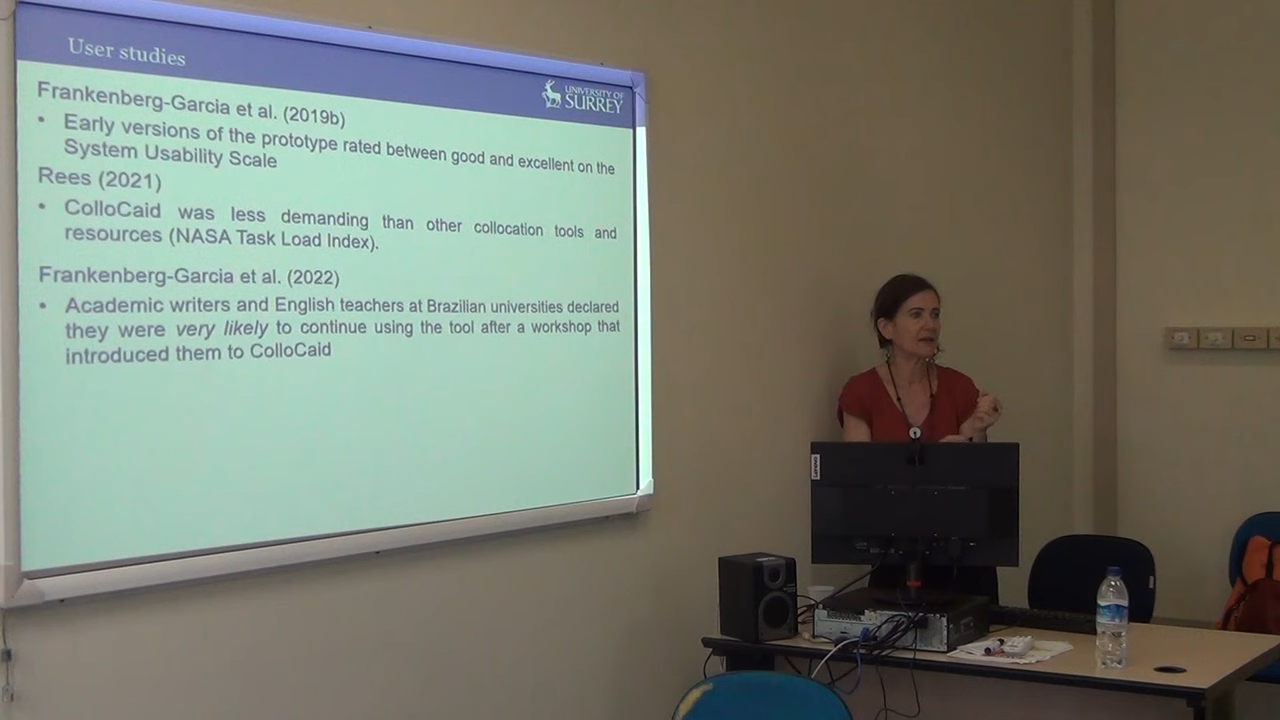 User studies
UNIVERSITY OF
SURREY
Frankenberg-Garcia et al. (2019b)
• Early versions of the prototype rated between good and excellent on the
System Usability Scale
Rees (2021)
• ColloCaid was less demanding than other collocation tools and
resources (NASA Task Load Index).
Frankenberg-Garcia et al. (2022)
• Academic writers and English teachers at Brazilian universities declared
they were very likely to continue using the tool after a workshop that
introduced them to ColloCaid
Lenovo